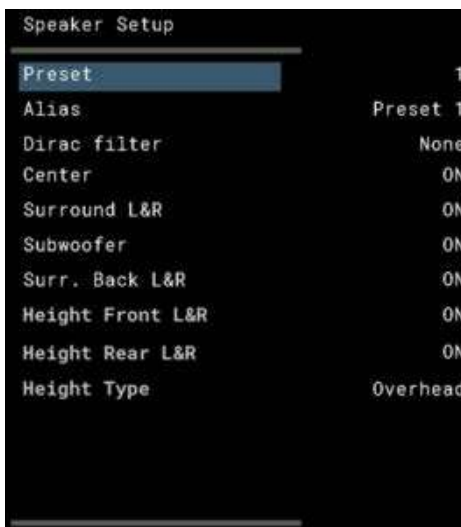 Speaker Setup
Preset 1
Alias Preset 1
Dirac filter None
Center ON
Surround L&R ON
Subwoofer ON
Surr. Back L&R ON
Height Front L&R ON
Height Rear L&R ON
Height Type Overhead